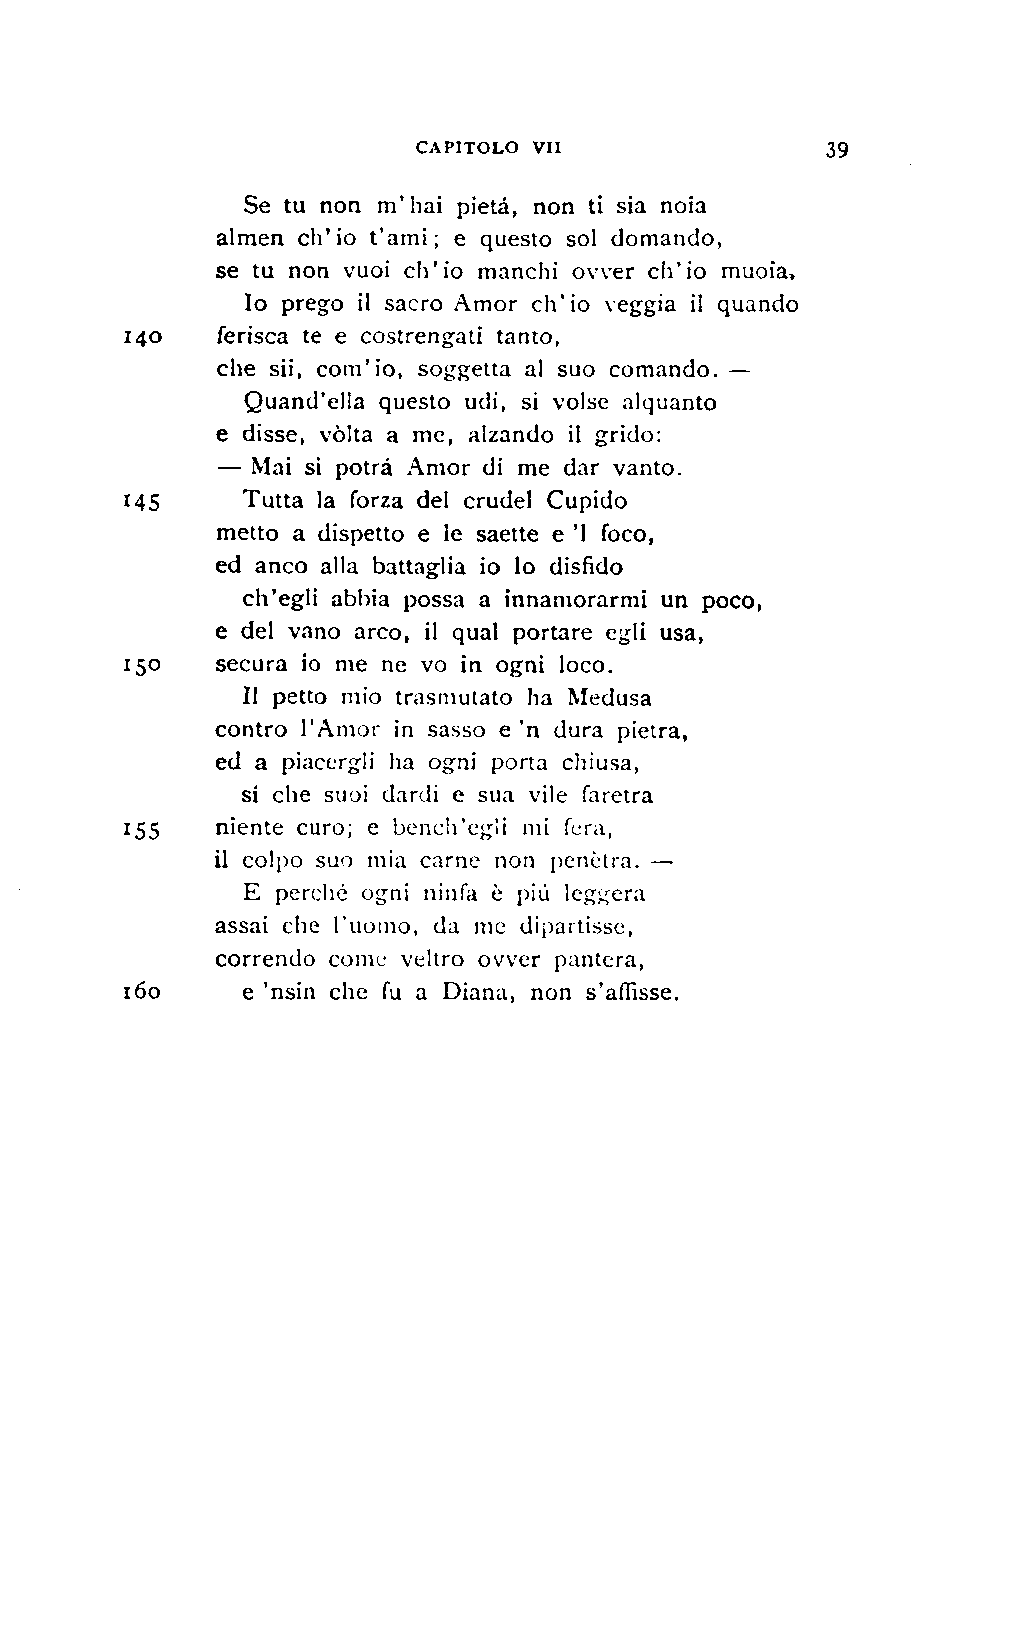 CAPITOLO VII 39
Se tu non m'hai pietá, non ti sia noia
almen ch'io t'ami; e questo sol domando,
se tu non vuoi ch'io manchi ovver ch'io muoia.
Io prego il sacro Amor ch'io veggia il quando
140 ferisca te e costrengati tanto,
che sii, com'io, soggetta al suo comando. —
Quand'ella questo udí, si volse alquanto
e disse, vòlta a me, alzando il grido:
— Mai si potrá Amor di me dar vanto.
145 Tutta la forza del crudel Cupido
metto a dispetto e le saette e 'l foco,
ed anco alla battaglia io lo disfido
ch'egli abbia possa a innamorarmi un poco,
e del vano arco, il qual portare egli usa,
150 secura io me ne vo in ogni loco.
Il petto mio trasmutato ha Medusa
contro l'Amor in sasso e 'n dura pietra,
ed a piacergli ha ogni porta chiusa,
sí che suoi dardi e sua vile faretra
155 niente curo; e bench'egli mi fera,
il colpo suo mia carne non penètra. —
E perché ogni ninfa è piú leggera
assai che l'uomo, da me dipartisse,
correndo come veltro ovver pantera,
160 e 'nsin che fu a Diana, non s'affisse.